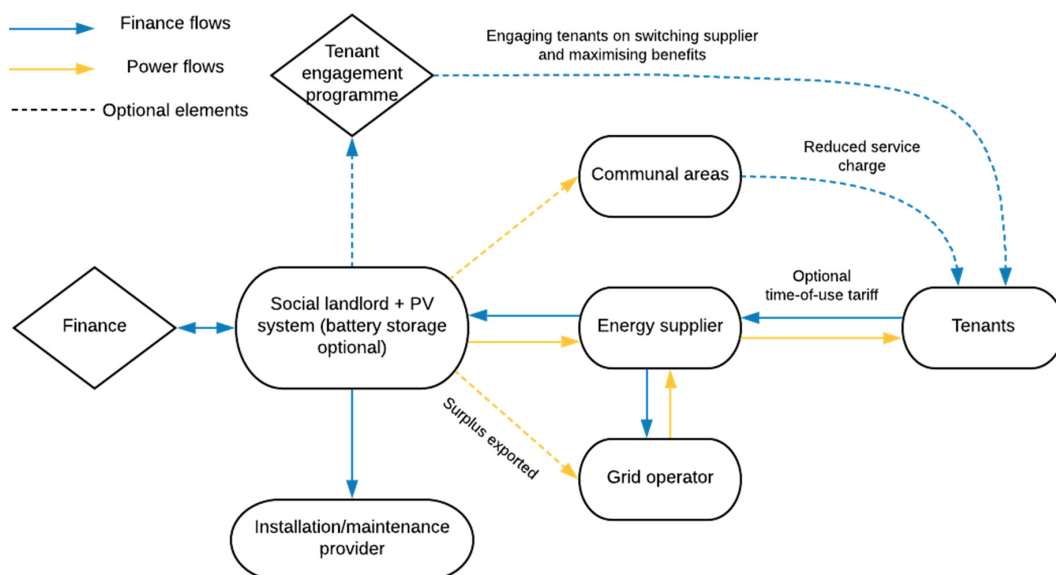 Finance flows
Power flows
Optional elements
Tenant
engagement
programme
Engaging tenants on switching supplier
and maximising benefits
Communal areas
Reduced service
charge
Finance
Social landlord + PV
system (battery storage
optional)
Energy supplier
Optional
time-of-use tariff
Tenants
Surplus exported
Grid operator
Installation/maintenance
provider